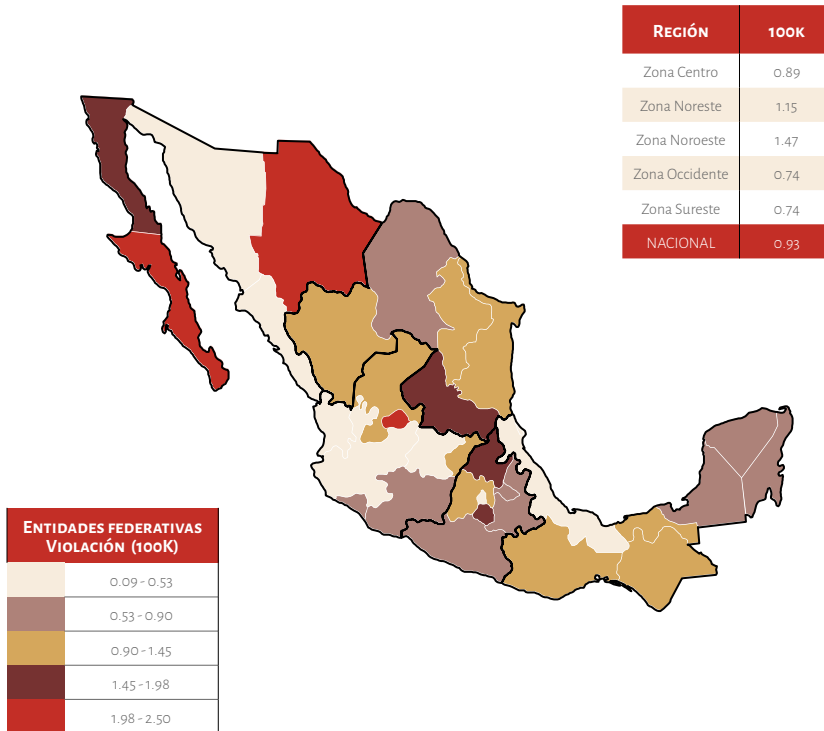 REGIÓN 100K
Zona Centro 0.89
Zona Noreste 1.15
Zona Noroeste 1.47
Zona Occidente 0.74
Zona Sureste 0.74
NACIONAL 0.93
ENTIDADES FEDERATIVAS
VIOLACIÓN (100K)
0.09 - 0.53
0.53 - 0.90
0.90 - 1.45
1.45 - 1.98
1.98 - 2.50